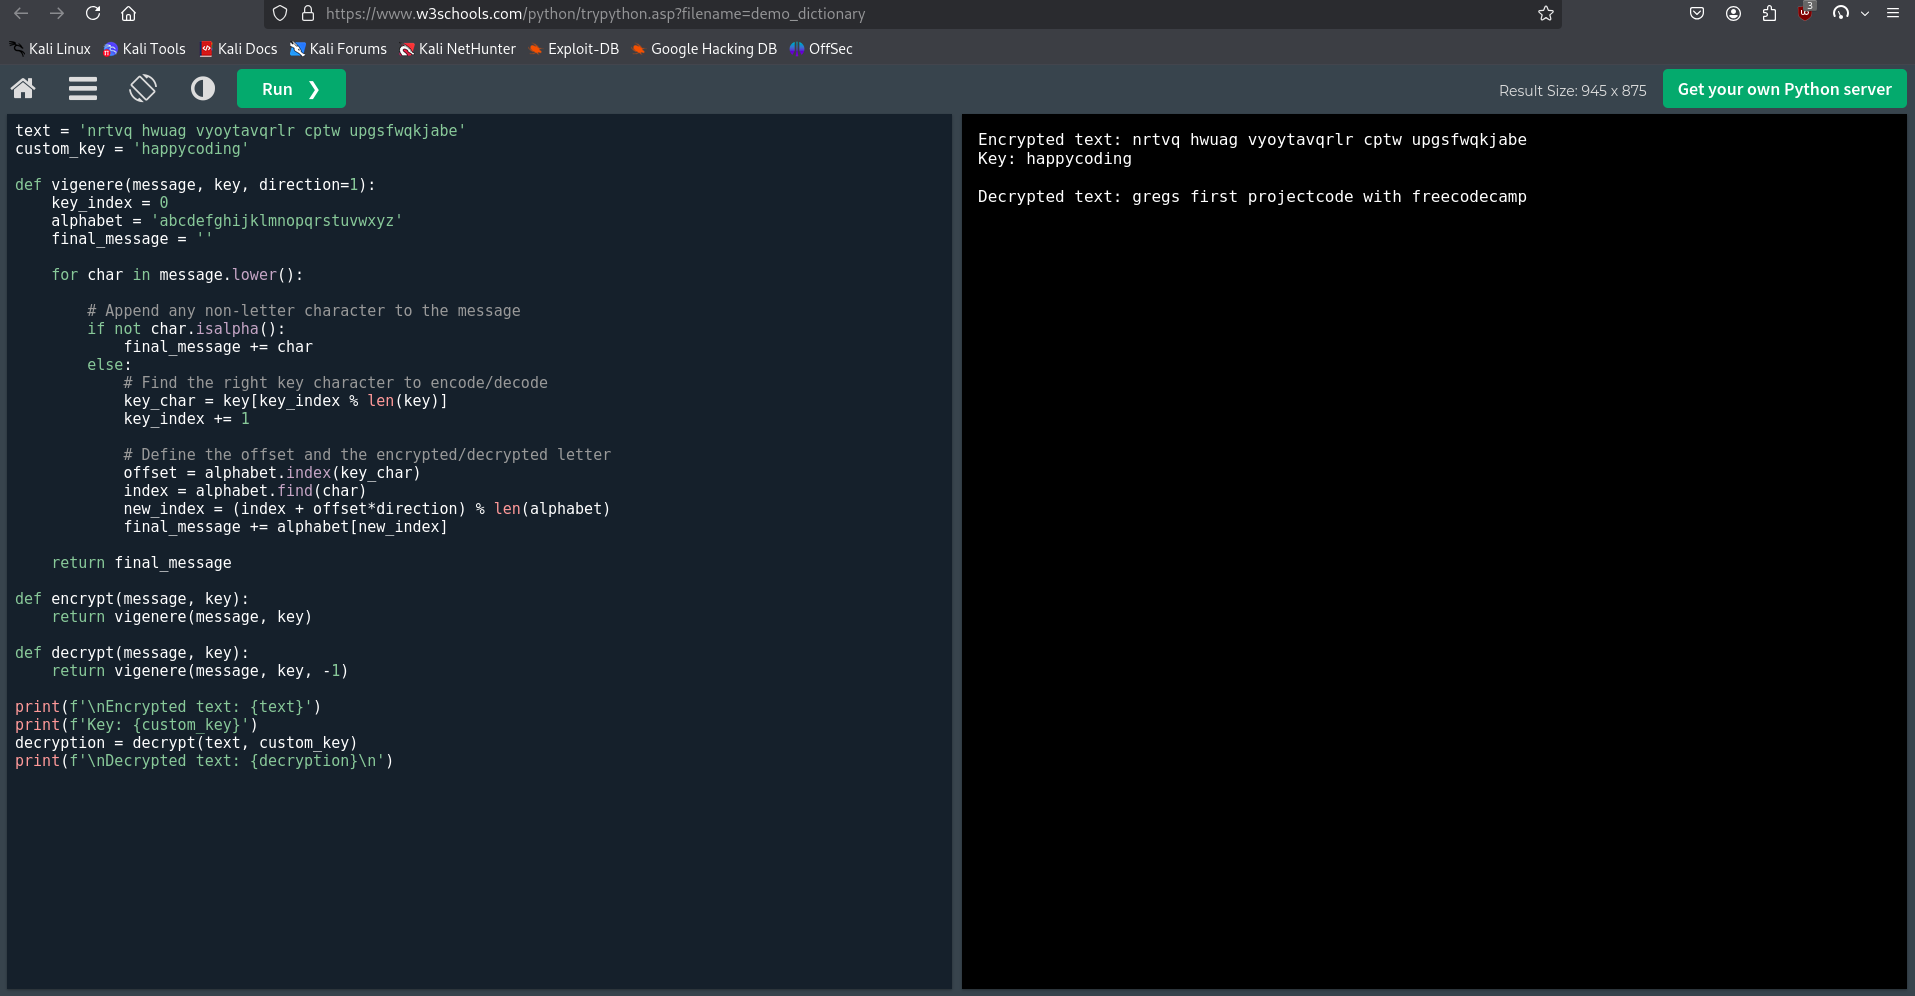 https://www.w3schools.com/python/trypython.asp?filename=demo_dictionary
3
Kali Linux Kali Tools Kali Docs Kali Forums Kali NetHunter Exploit-DB Google Hacking DB OffSec
Run ❯ Result Size: 945 x 875 Get your own Python server
text = 'nrtvq hwuag vyoytavqrlr cptw upgsfwqkjabe'
custom_key = 'happycoding'
def vigenere(message, key, direction=1):
    key_index = 0
    alphabet = 'abcdefghijklmnopqrstuvwxyz'
    final_message = ''
    for char in message.lower():
        # Append any non-letter character to the message
        if not char.isalpha():
            final_message += char
        else:
            # Find the right key character to encode/decode
            key_char = key[key_index % len(key)]
            key_index += 1
            # Define the offset and the encrypted/decrypted letter
            offset = alphabet.index(key_char)
            index = alphabet.find(char)
            new_index = (index + offset*direction) % len(alphabet)
            final_message += alphabet[new_index]
    return final_message
def encrypt(message, key):
    return vigenere(message, key)
def decrypt(message, key):
    return vigenere(message, key, -1)
print(f'\nEncrypted text: {text}')
print(f'Key: {custom_key}')
decryption = decrypt(text, custom_key)
print(f'\nDecrypted text: {decryption}\n')
Encrypted text: nrtvq hwuag vyoytavqrlr cptw upgsfwqkjabe
Key: happycoding
Decrypted text: gregs first projectcode with freecodecamp